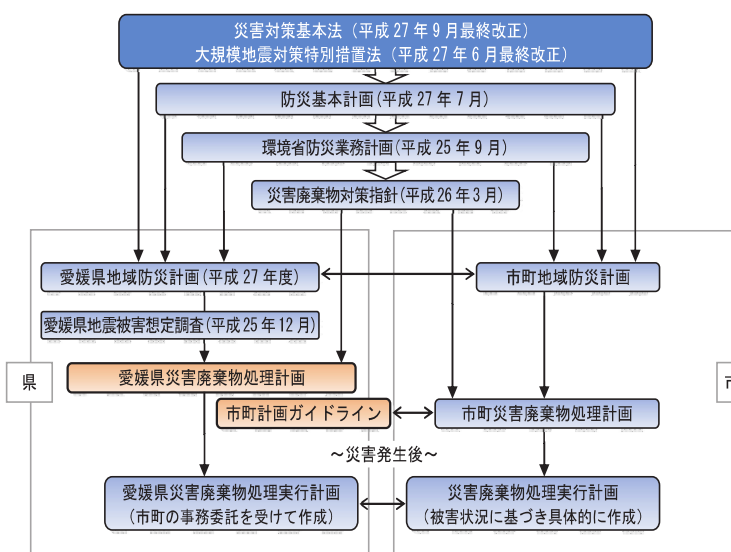 災害対策基本法（平成27年9月最終改正）
大規模地震対策特別措置法（平成27年6月最終改正）
防災基本計画(平成27年7月)
環境省防災業務計画(平成25年9月)
災害廃棄物対策指針(平成26年3月)
愛媛県地域防災計画(平成27年度)
市町地域防災計画
愛媛県地震被害想定調査(平成25年12月)
県
愛媛県災害廃棄物処理計画
市町計画ガイドライン
市町災害廃棄物処理計画
～災害発生後～
愛媛県災害廃棄物処理実行計画
（市町の事務委託を受けて作成）
災害廃棄物処理実行計画
（被害状況に基づき具体的に作成）